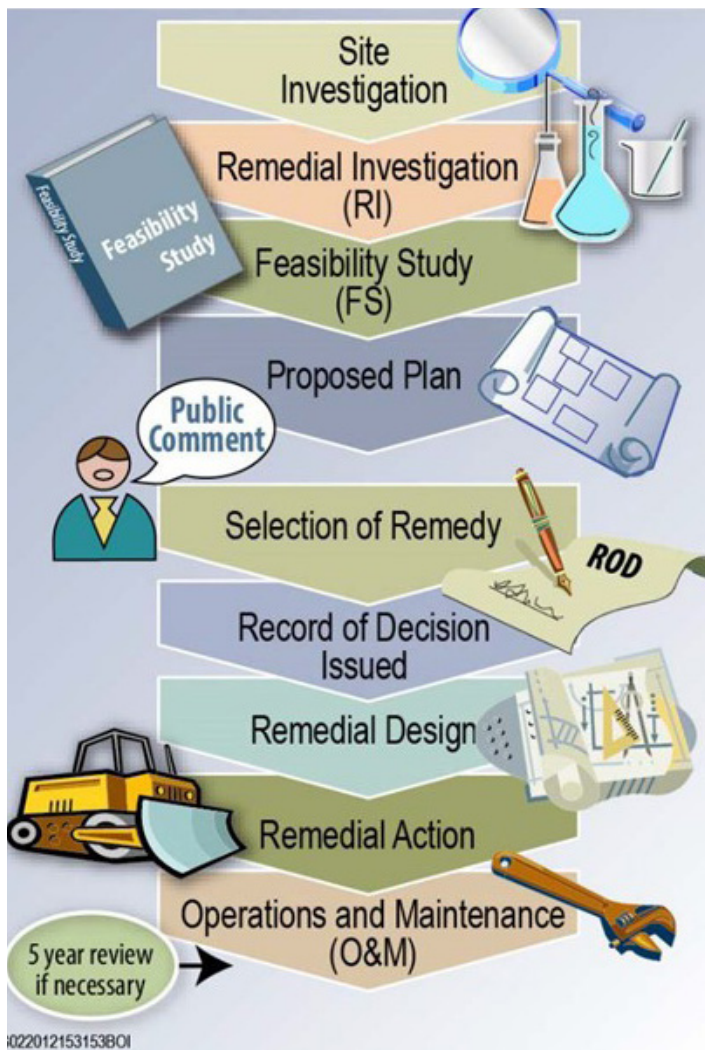 Site
Investigation
Remedial Investigation
(RI)
Feasibility Study
Feasibility
Study
Feasibility Study
(FS)
Proposed Plan
Public
Comment
Selection of Remedy
ROD
Record of Decision
Issued
Remedial Design
Remedial Action
Operations and Maintenance
(O&M)
5 year review
if necessary